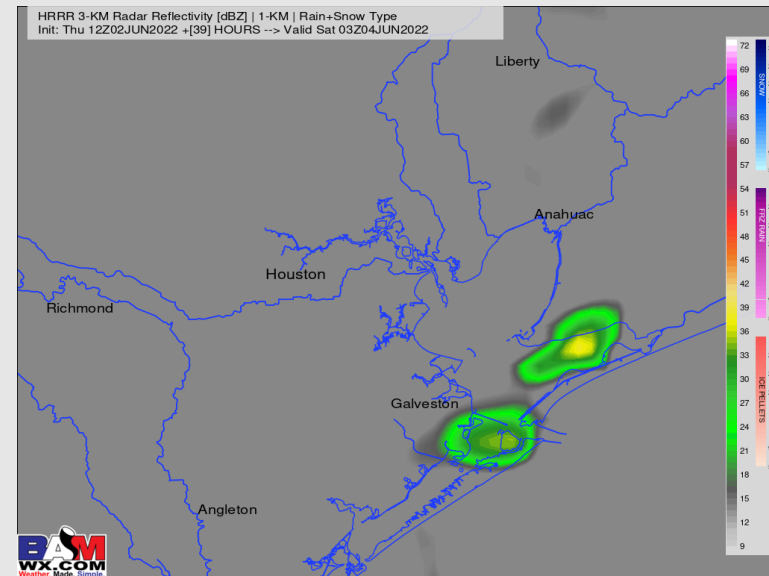 HRRR 3-KM Radar Reflectivity [dBZ] | 1-KM | Rain+Snow Type
Init: Thu 12Z02JUN2022 +[39] HOURS --> Valid Sat 03Z04JUN2022
Liberty
Anahuac
Houston
Richmond
Galveston
Angleton
72
69
66
63
60
57
54
51
48
45
42
39
36
33
30
27
24
21
18
15
12
9
SNOW
FRZ RAIN
ICE PELLETS
BAM
WX.COM
Weather. Made. Simple.